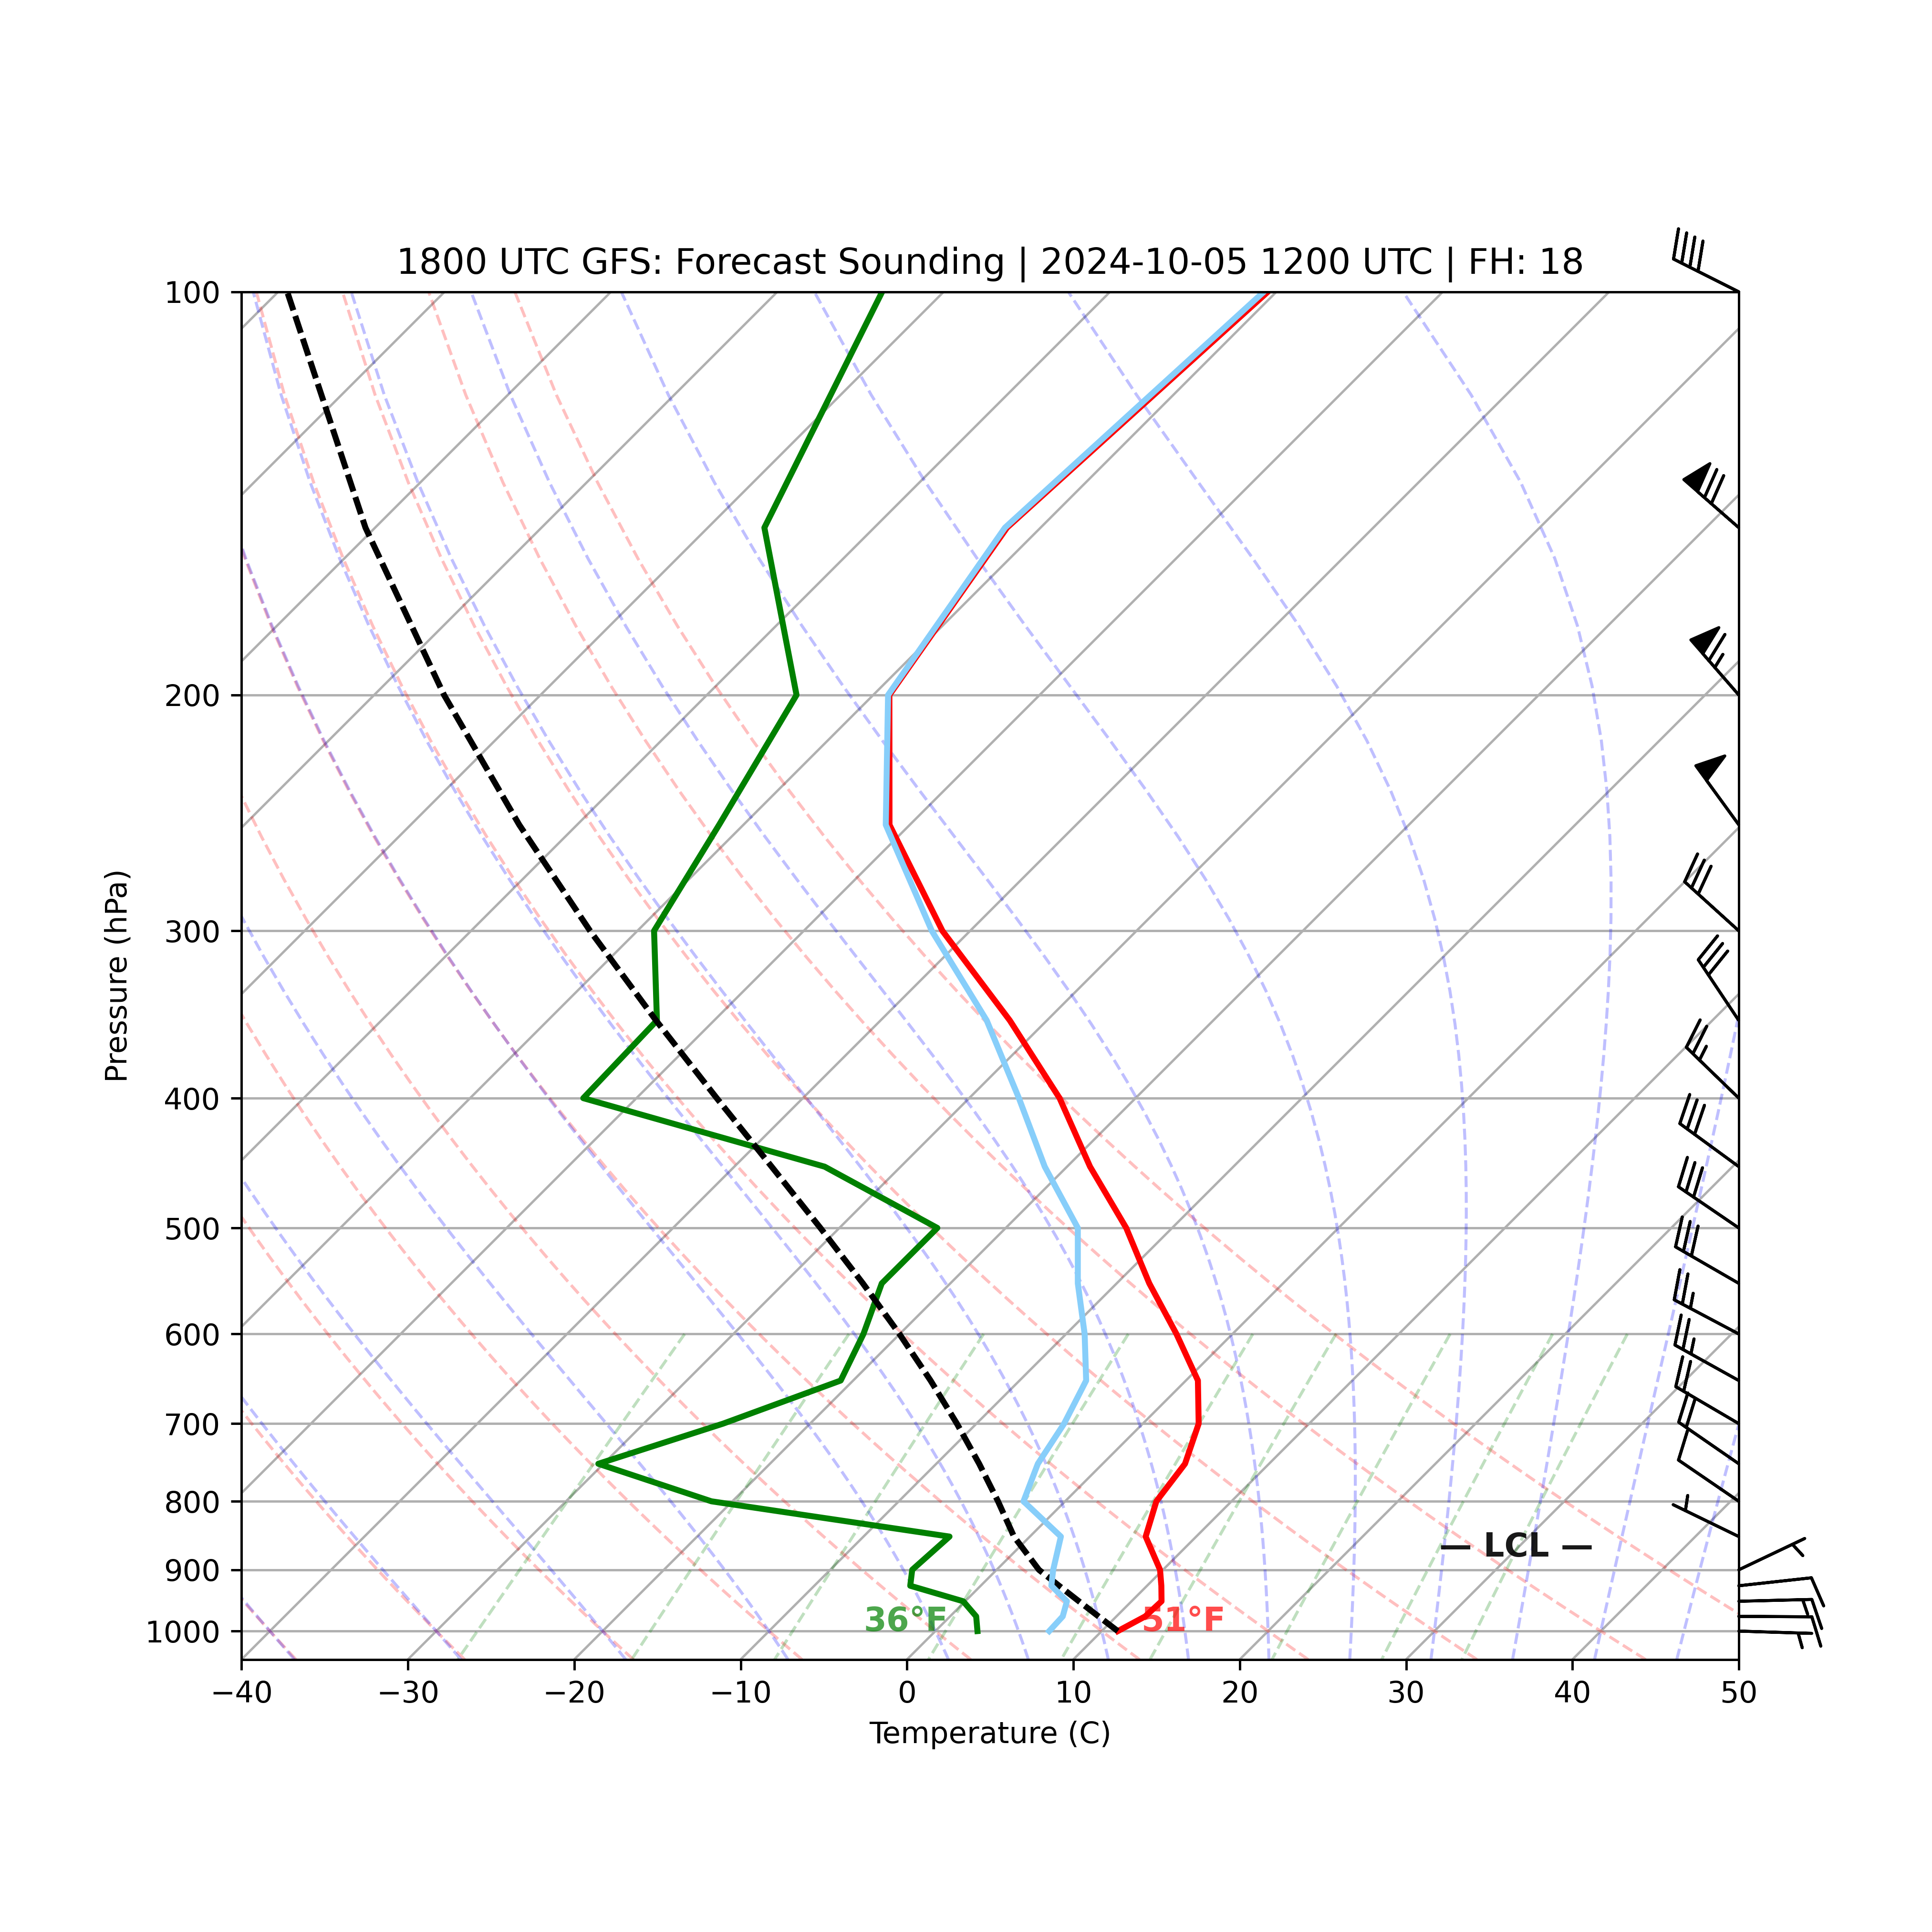 1800 UTC GFS: Forecast Sounding | 2024-10-05 1200 UTC | FH: 18
100
200
300
400
500
600
700
800
900
1000
Pressure (hPa)
— LCL —
36°F
51°F
−40 −30 −20 −10 0 10 20 30 40 50
Temperature (C)